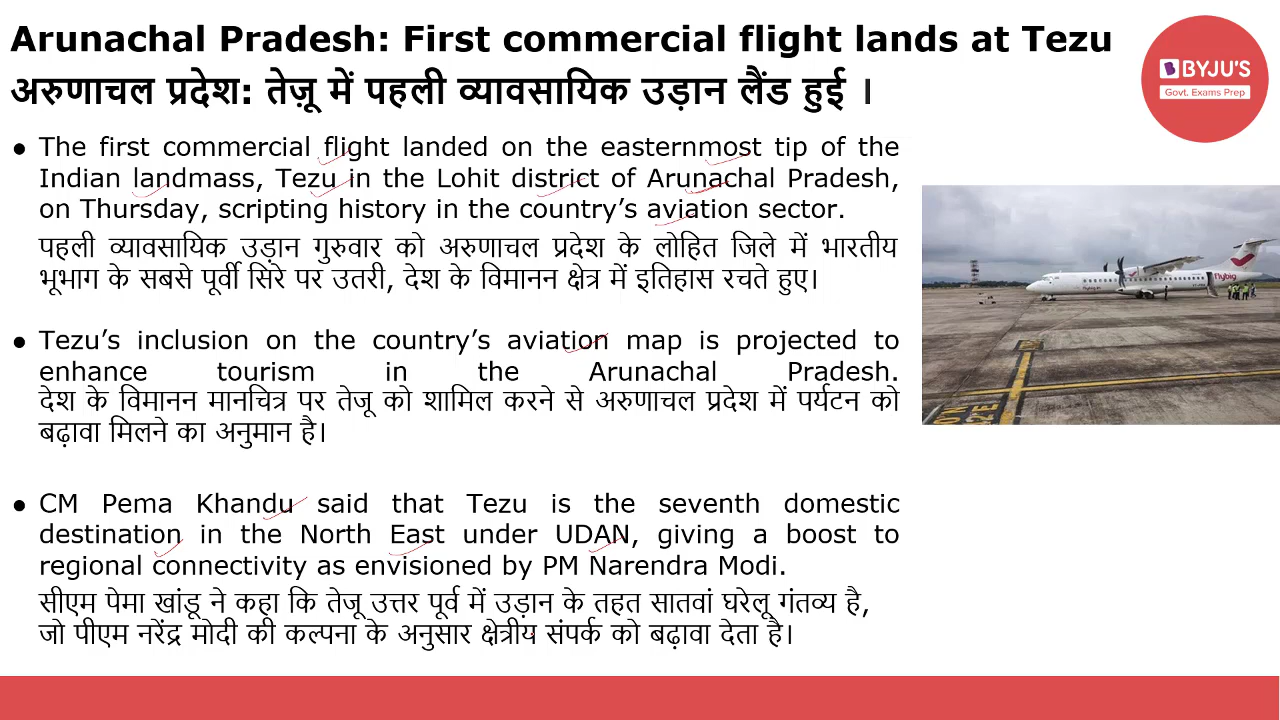 Arunachal Pradesh: First commercial flight lands at Tezu
अरुणाचल प्रदेश: तेज़ू में पहली व्यावसायिक उड़ान लैंड हुई ।
BYJU'S
Govt. Exams Prep
● The first commercial flight landed on the easternmost tip of the
Indian landmass, Tezu in the Lohit district of Arunachal Pradesh,
on Thursday, scripting history in the country’s aviation sector.
पहली व्यावसायिक उड़ान गुरुवार को अरुणाचल प्रदेश के लोहित जिले में भारतीय
भूभाग के सबसे पूर्वी सिरे पर उतरी, देश के विमानन क्षेत्र में इतिहास रचते हुए।
● Tezu’s inclusion on the country’s aviation map is projected to
enhance tourism in the Arunachal Pradesh.
देश के विमानन मानचित्र पर तेजू को शामिल करने से अरुणाचल प्रदेश में पर्यटन को
बढ़ावा मिलने का अनुमान है।
● CM Pema Khandu said that Tezu is the seventh domestic
destination in the North East under UDAN, giving a boost to
regional connectivity as envisioned by PM Narendra Modi.
सीएम पेमा खांडू ने कहा कि तेजू उत्तर पूर्व में उड़ान के तहत सातवां घरेलू गंतव्य है,
जो पीएम नरेंद्र मोदी की कल्पना के अनुसार क्षेत्रीय संपर्क को बढ़ावा देता है।
flybig